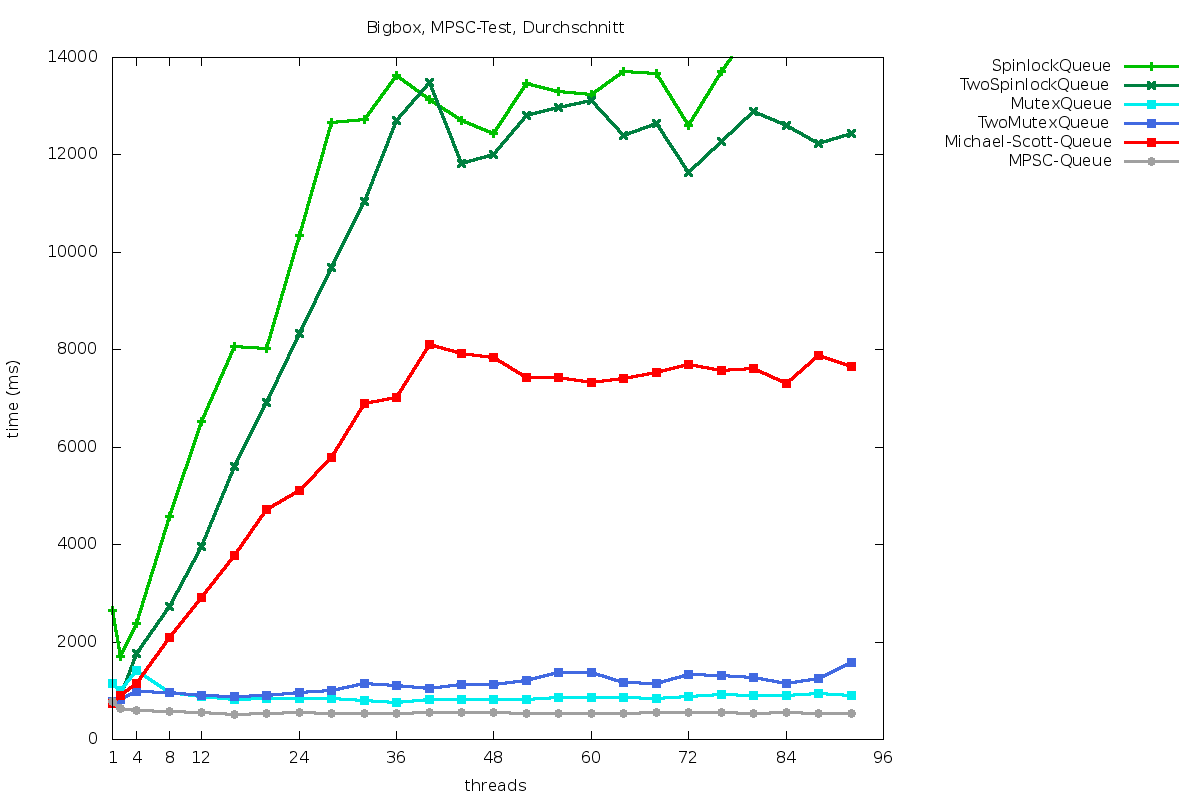 Bigbox, MPSC-Test, Durchschnitt
14000
12000
10000
8000
6000
4000
2000
0
time (ms)
1 4 8 12 24 36 48 60 72 84 96
threads
SpinlockQueue
TwoSpinlockQueue
MutexQueue
TwoMutexQueue
Michael-Scott-Queue
MPSC-Queue